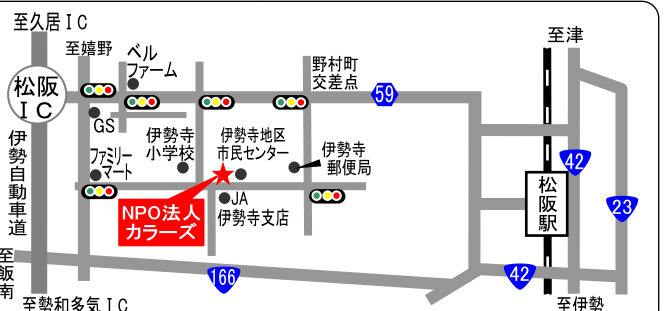 至久居IC
至嬉野
ベル
ファーム
野村町
交差点
至津
松阪
IC
59
GS
伊勢寺
小学校
伊勢寺地区
市民センター
伊勢寺
郵便局
42
ファミリー
マート
伊勢自動車道
松阪駅
23
NPO法人
カラーズ
JA
伊勢寺支店
至飯南
166
42
至勢和多気IC
至伊勢